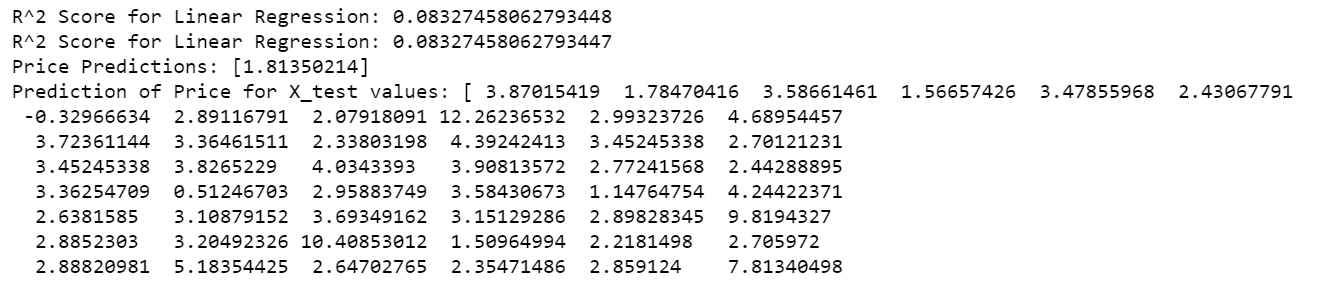 R^2 Score for Linear Regression: 0.08327458062793448
R^2 Score for Linear Regression: 0.08327458062793447
Price Predictions: [1.81350214]
Prediction of Price for X_test values: [ 3.87015419  1.78470416  3.58661461  1.56657426  3.47855968  2.43067791
 -0.32966634  2.89116791  2.07918091 12.26236532  2.99323726  4.68954457
  3.72361144  3.36461511  2.33803198  4.39242413  3.45245338  2.70121231
  3.45245338  3.8265229   4.0343393   3.90813572  2.77241568  2.44288895
  3.36254709  0.51246703  2.95883749  3.58430673  1.14764754  4.24422371
  2.6381585   3.10879152  3.69349162  3.15129286  2.89828345  9.8194327
  2.8852303   3.20492326 10.40853012  1.50964994  2.2181498   2.705972
  2.88820981  5.18354425  2.64702765  2.35471486  2.859124    7.81340498